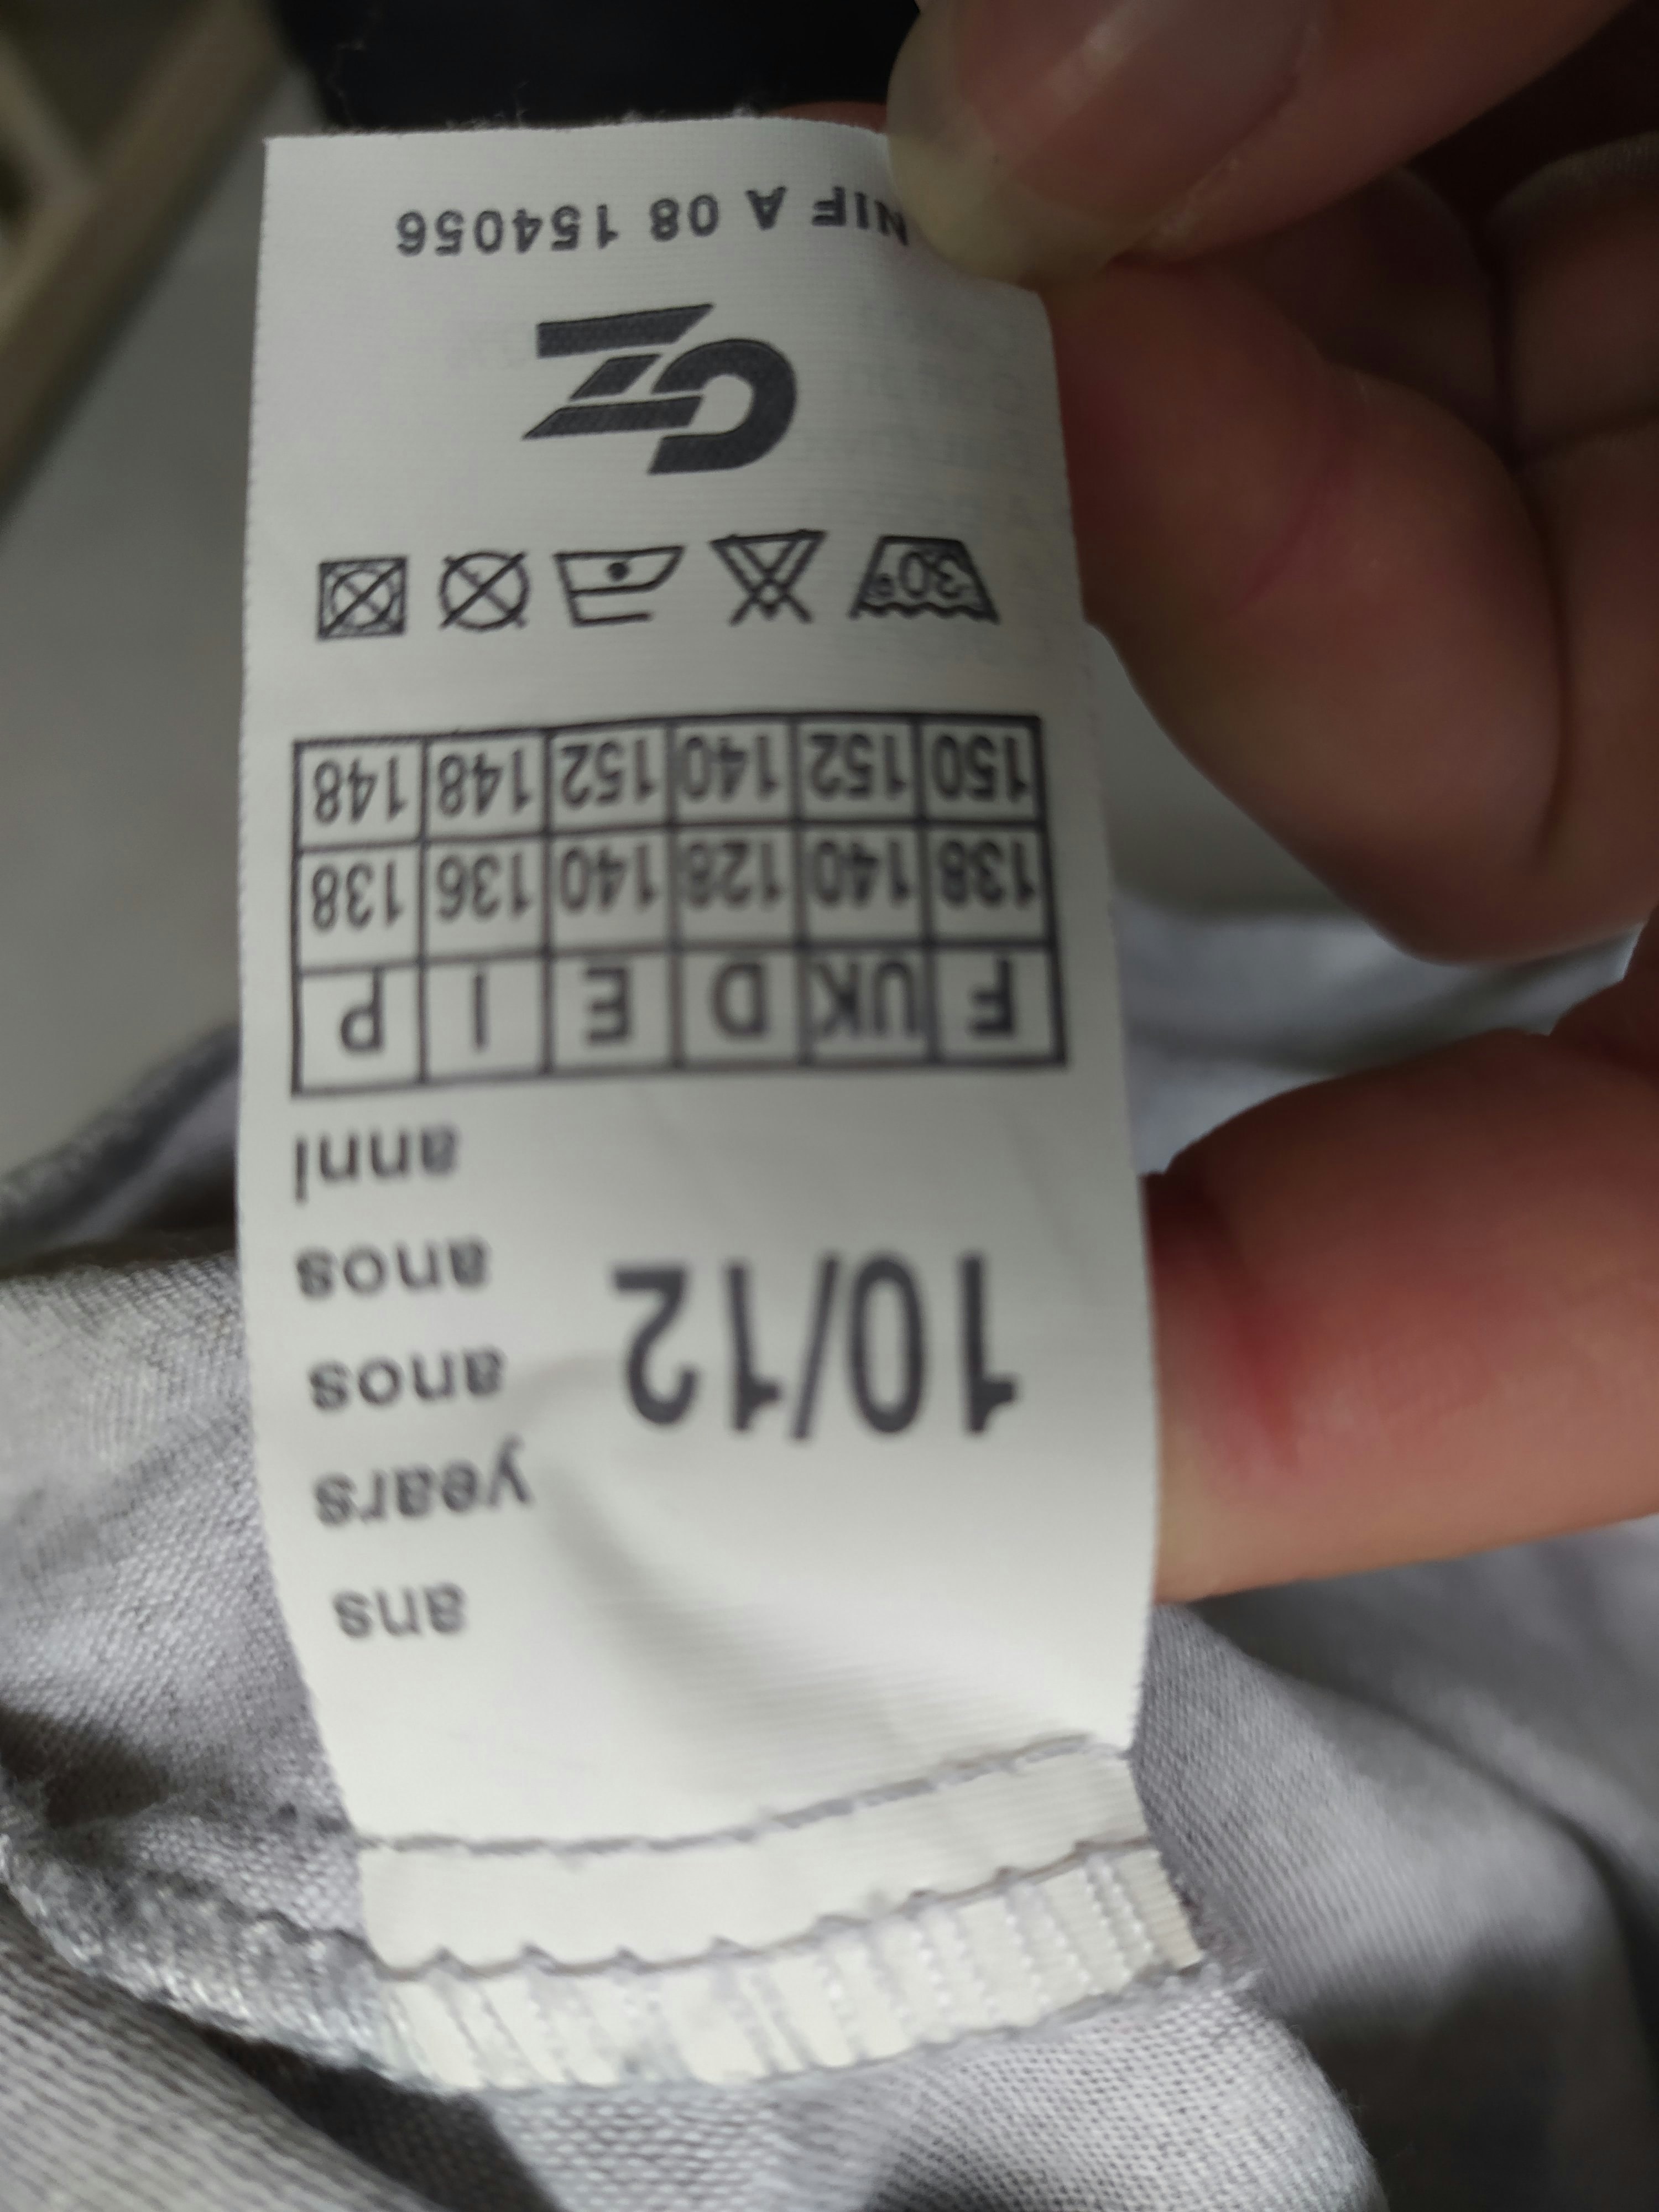 ans
years
10/12 anos
anos
anni
F UK D E I P
138 140 128 140 136 138
150 152 140 152 148 148
30°
NIF A 08 154056